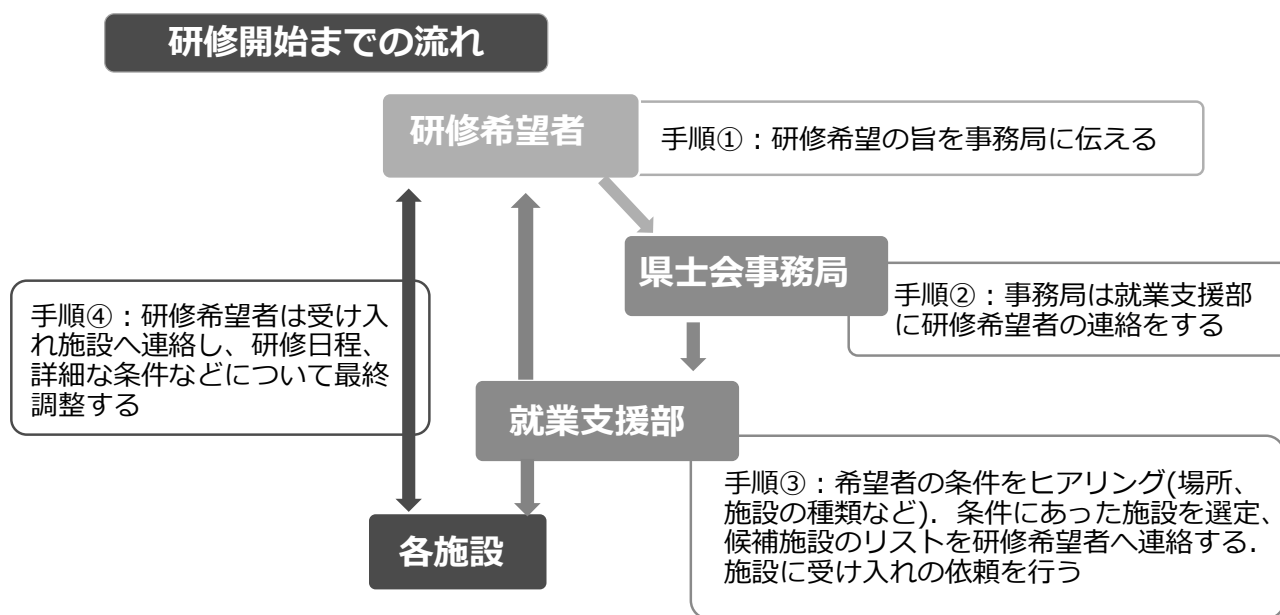 研修開始までの流れ
研修希望者
手順①：研修希望の旨を事務局に伝える
県士会事務局
手順②：事務局は就業支援部
に研修希望者の連絡をする
手順④：研修希望者は受け入
れ施設へ連絡し、研修日程、
詳細な条件などについて最終
調整する
就業支援部
手順③：希望者の条件をヒアリング(場所、
施設の種類など)．条件にあった施設を選定、
候補施設のリストを研修希望者へ連絡する．
施設に受け入れの依頼を行う
各施設